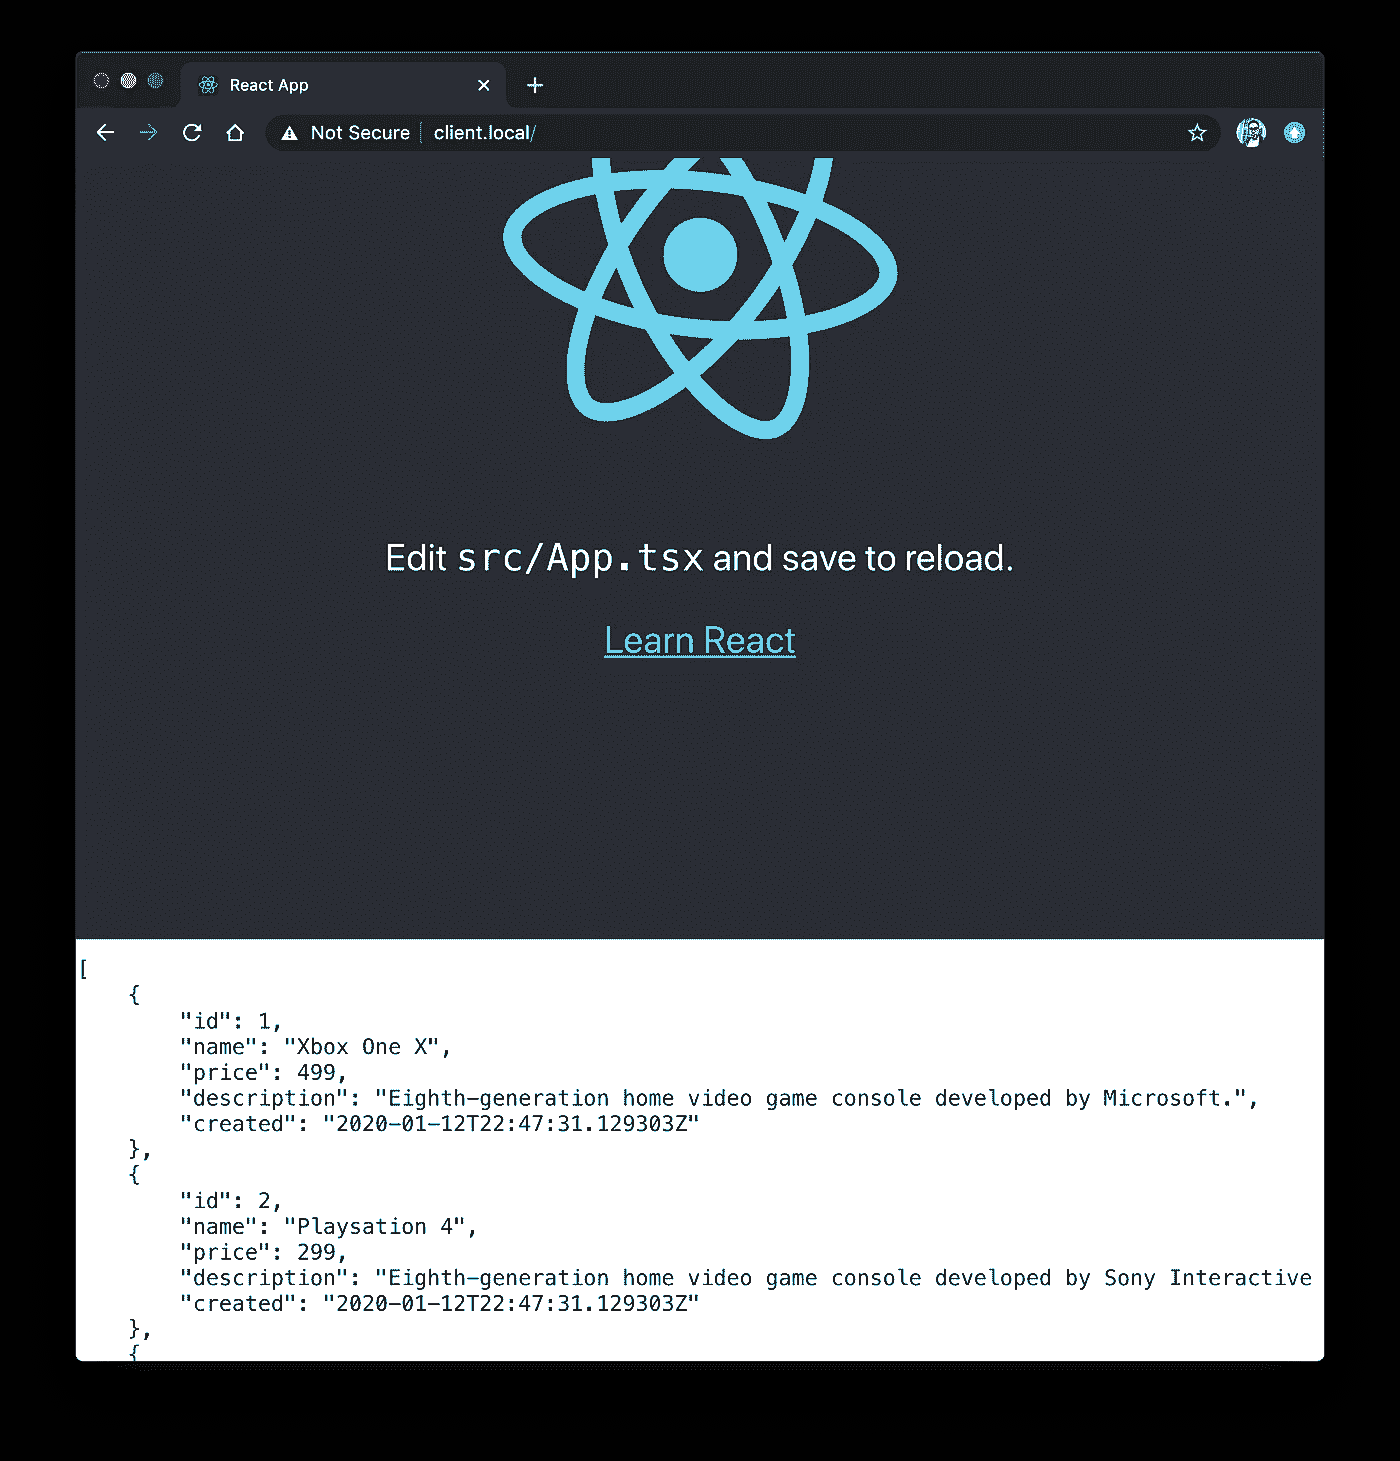 React App
Not Secure client.local/
Edit src/App.tsx and save to reload.
Learn React
[
{
"id": 1,
"name": "Xbox One X",
"price": 499,
"description": "Eighth-generation home video game console developed by Microsoft.",
"created": "2020-01-12T22:47:31.129303Z"
},
{
"id": 2,
"name": "Playsation 4",
"price": 299,
"description": "Eighth-generation home video game console developed by Sony Interactive
"created": "2020-01-12T22:47:31.129303Z"
},
{